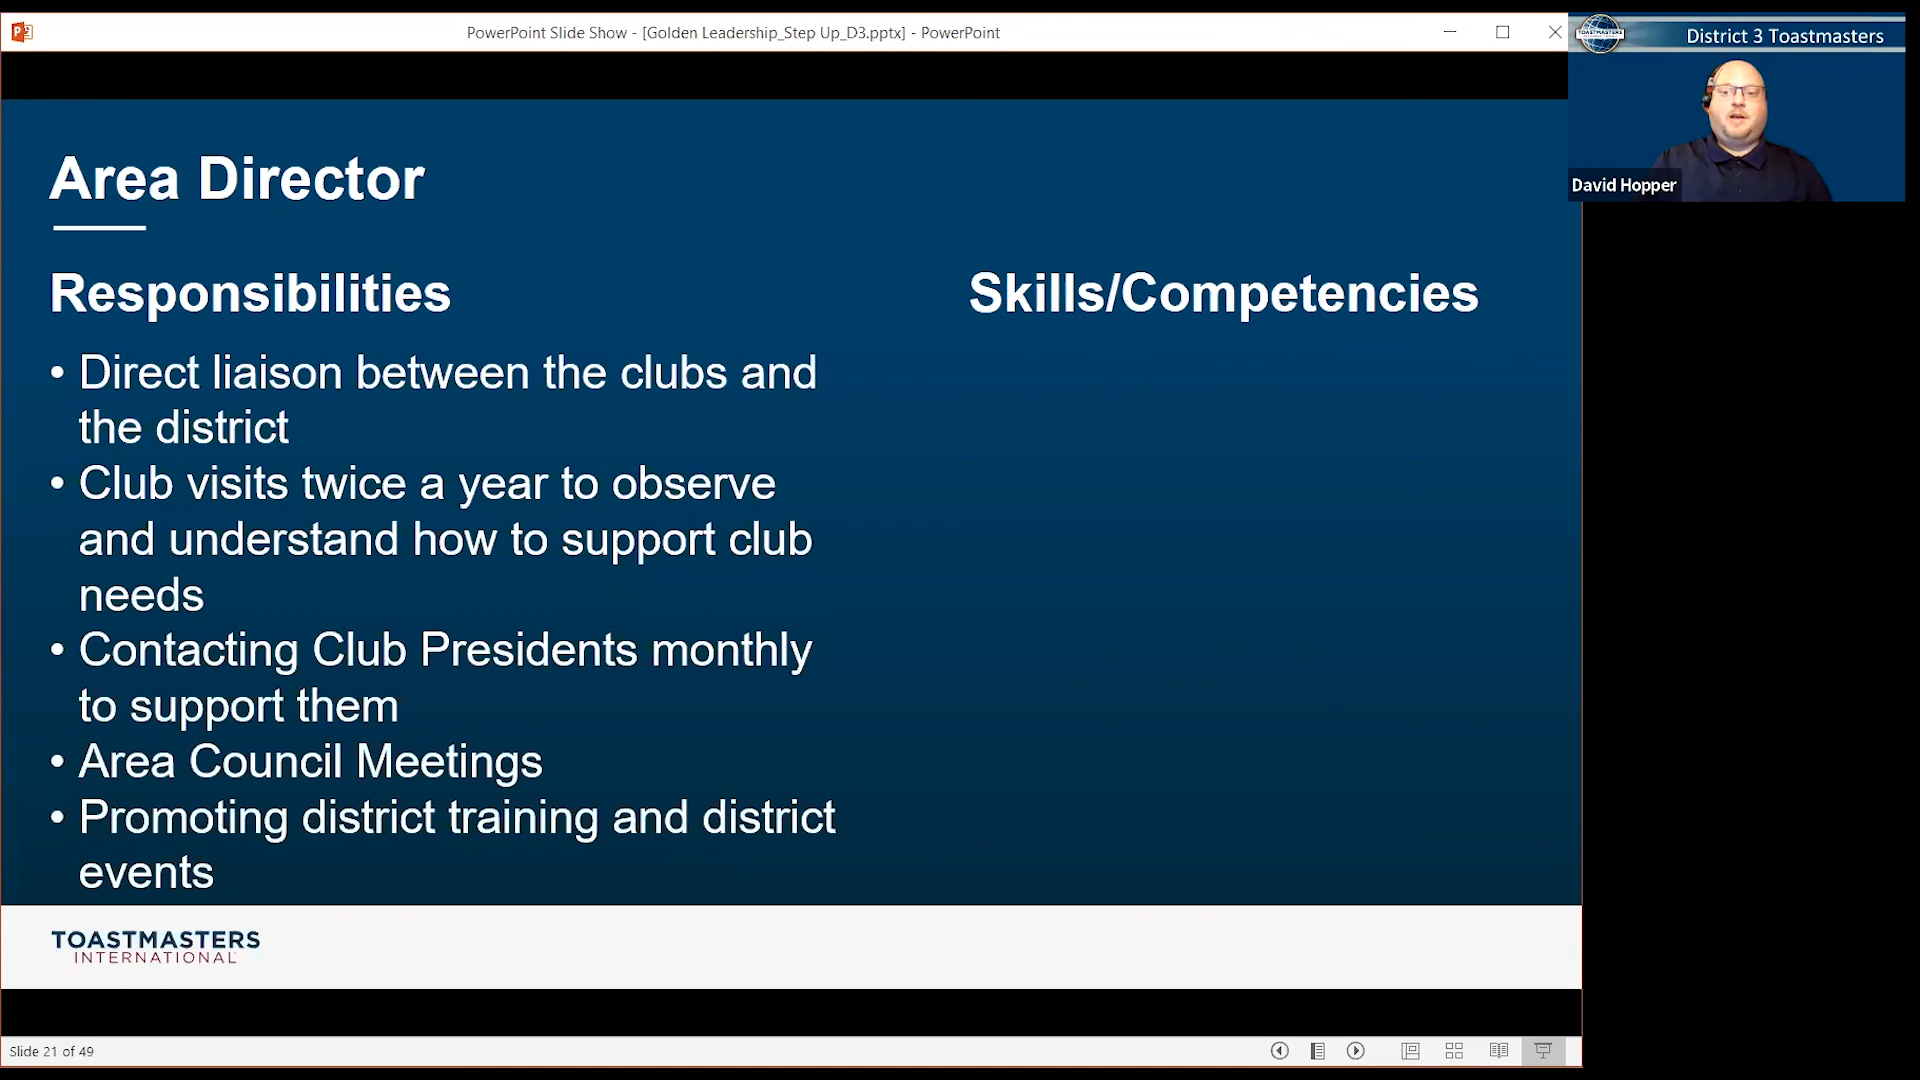 PowerPoint Slide Show - [Golden Leadership_Step Up_D3.pptx] - PowerPoint
TOASTMASTERS
District 3 Toastmasters
David Hopper
Area Director
Responsibilities
• Direct liaison between the clubs and
the district
• Club visits twice a year to observe
and understand how to support club
needs
• Contacting Club Presidents monthly
to support them
• Area Council Meetings
• Promoting district training and district
events
Skills/Competencies
TOASTMASTERS
INTERNATIONAL
Slide 21 of 49